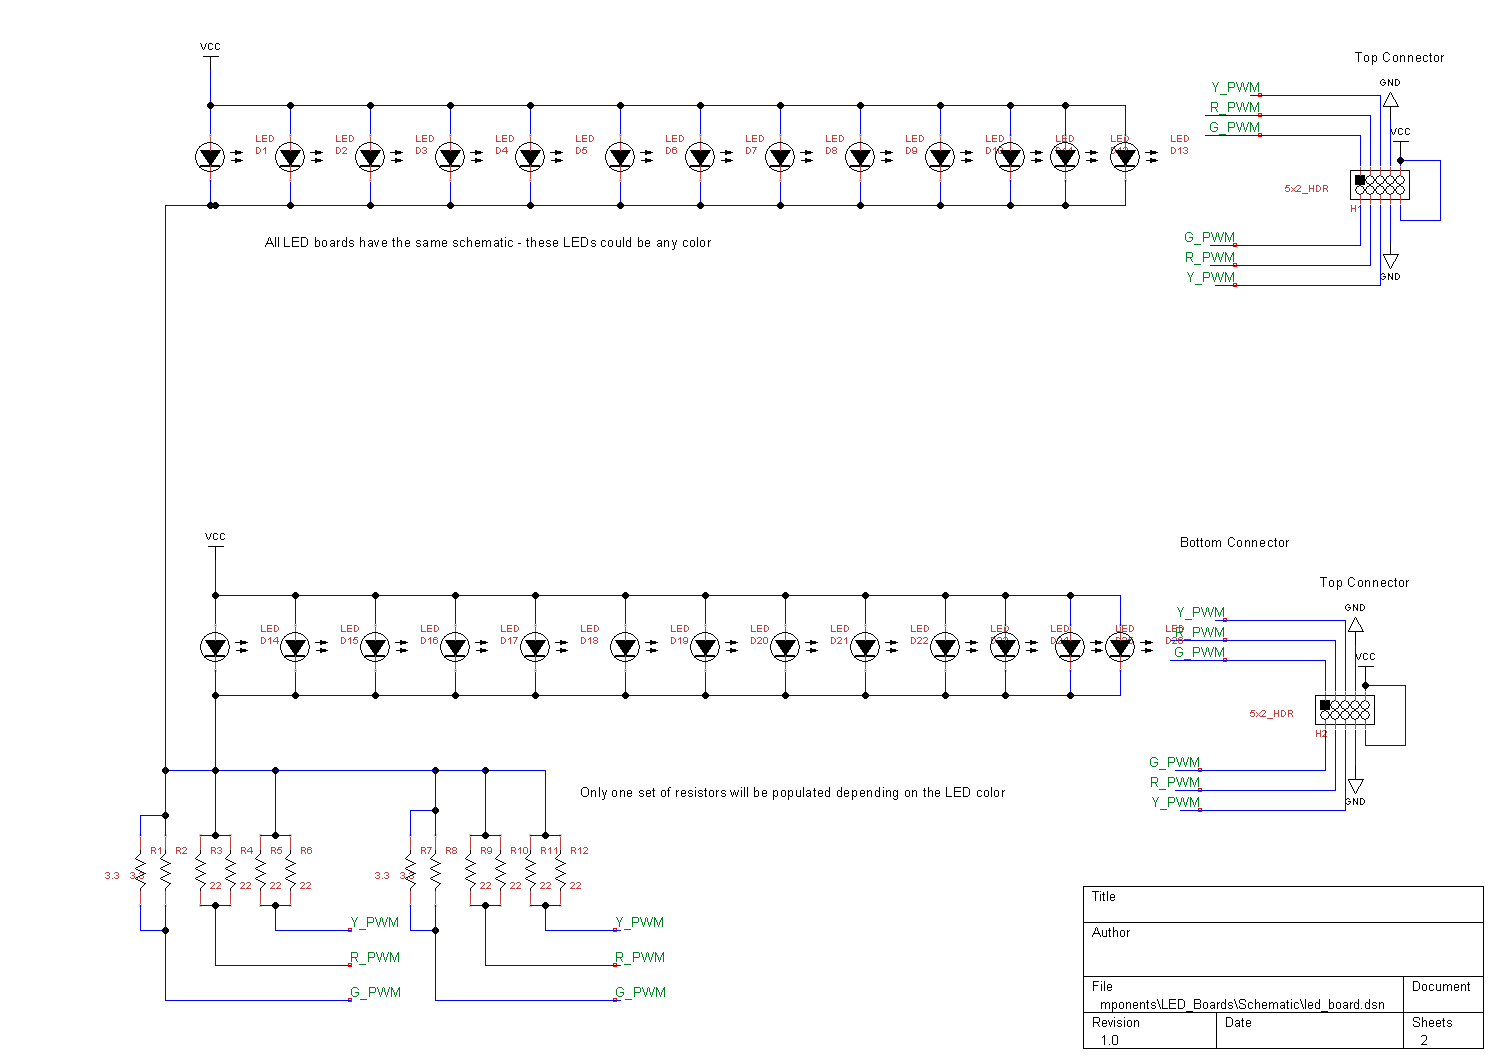 VCC
Top Connector
GND
Y_PWM
R_PWM
G_PWM
VCC
LED LED LED LED LED LED LED LED LED LED LED LED LED
D1 D2 D3 D4 D5 D6 D7 D8 D9 D10 D11 D12 D13
5x2_HDR
H1
G_PWM
R_PWM
Y_PWM
GND
All LED boards have the same schematic - these LEDs could be any color
VCC
Bottom Connector
Top Connector
GND
Y_PWM
R_PWM
G_PWM
VCC
LED LED LED LED LED LED LED LED LED LED LED LED LED
D14 D15 D16 D17 D18 D19 D20 D21 D22 D23 D24 D25 D26
5x2_HDR
H2
G_PWM
R_PWM
Y_PWM
GND
Only one set of resistors will be populated depending on the LED color
R1 R2 R3 R4 R5 R6 R7 R8 R9 R10 R11 R12
3.3 3.3 22 22 22 22 3.3 3.3 22 22 22 22
Y_PWM Y_PWM
R_PWM R_PWM
G_PWM G_PWM
Title
Author
File Document
mponents\LED_Boards\Schematic\led_board.dsn
Revision Date Sheets
1.0 2